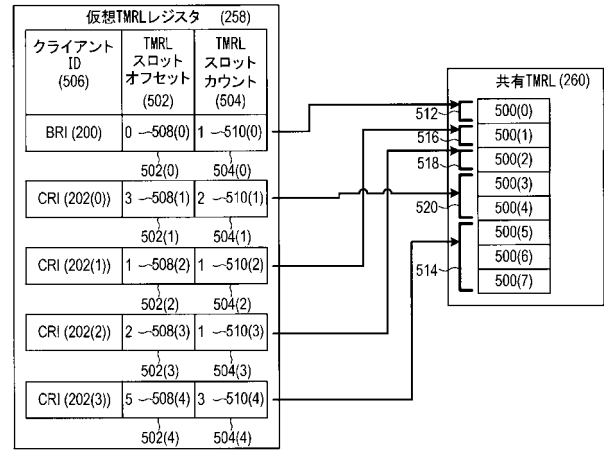 仮想TMRLレジスタ (258)
クライアント
ID
(506)
TMRL
スロット
オフセット
(502)
TMRL
スロット
カウント
(504)
BRI (200)
0 508(0)
1 510(0)
502(0)
504(0)
CRI (202(0))
3 508(1)
2 510(1)
502(1)
504(1)
CRI (202(1))
1 508(2)
1 510(2)
502(2)
504(2)
CRI (202(2))
2 508(3)
1 510(3)
502(3)
504(3)
CRI (202(3))
5 508(4)
3 510(4)
502(4)
504(4)
共有TMRL (260)
512
516
518
520
514
500(0)
500(1)
500(2)
500(3)
500(4)
500(5)
500(6)
500(7)